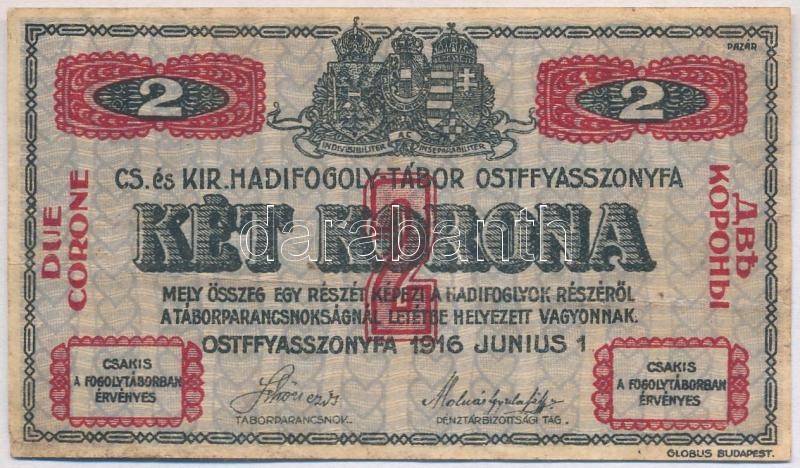 PAZÁR
2
2
INDIVISIBILITER AC INSEPARABILITER
CS. és KIR. HADIFOGOLY-TÁBOR OSTFFYASSZONYFA
DUE
CORONE
KÉT KORONA
2
ДВѢ
КОРОНЫ
darabanth
MELY ÖSSZEG EGY RÉSZÉT KÉPEZI A HADIFOGLYOK RÉSZÉRŐL
A TÁBORPARANCSNOKSÁGNÁL LETÉTBE HELYEZETT VAGYONNAK.
OSTFFYASSZONYFA 1916 JUNIUS 1
CSAKIS
A FOGOLYTÁBORBAN
ÉRVÉNYES
TÁBORPARANCSNOK.
PÉNZTÁRBIZOTTSÁGI TAG.
CSAKIS
A FOGOLYTÁBORBAN
ÉRVÉNYES
GLOBUS BUDAPEST.